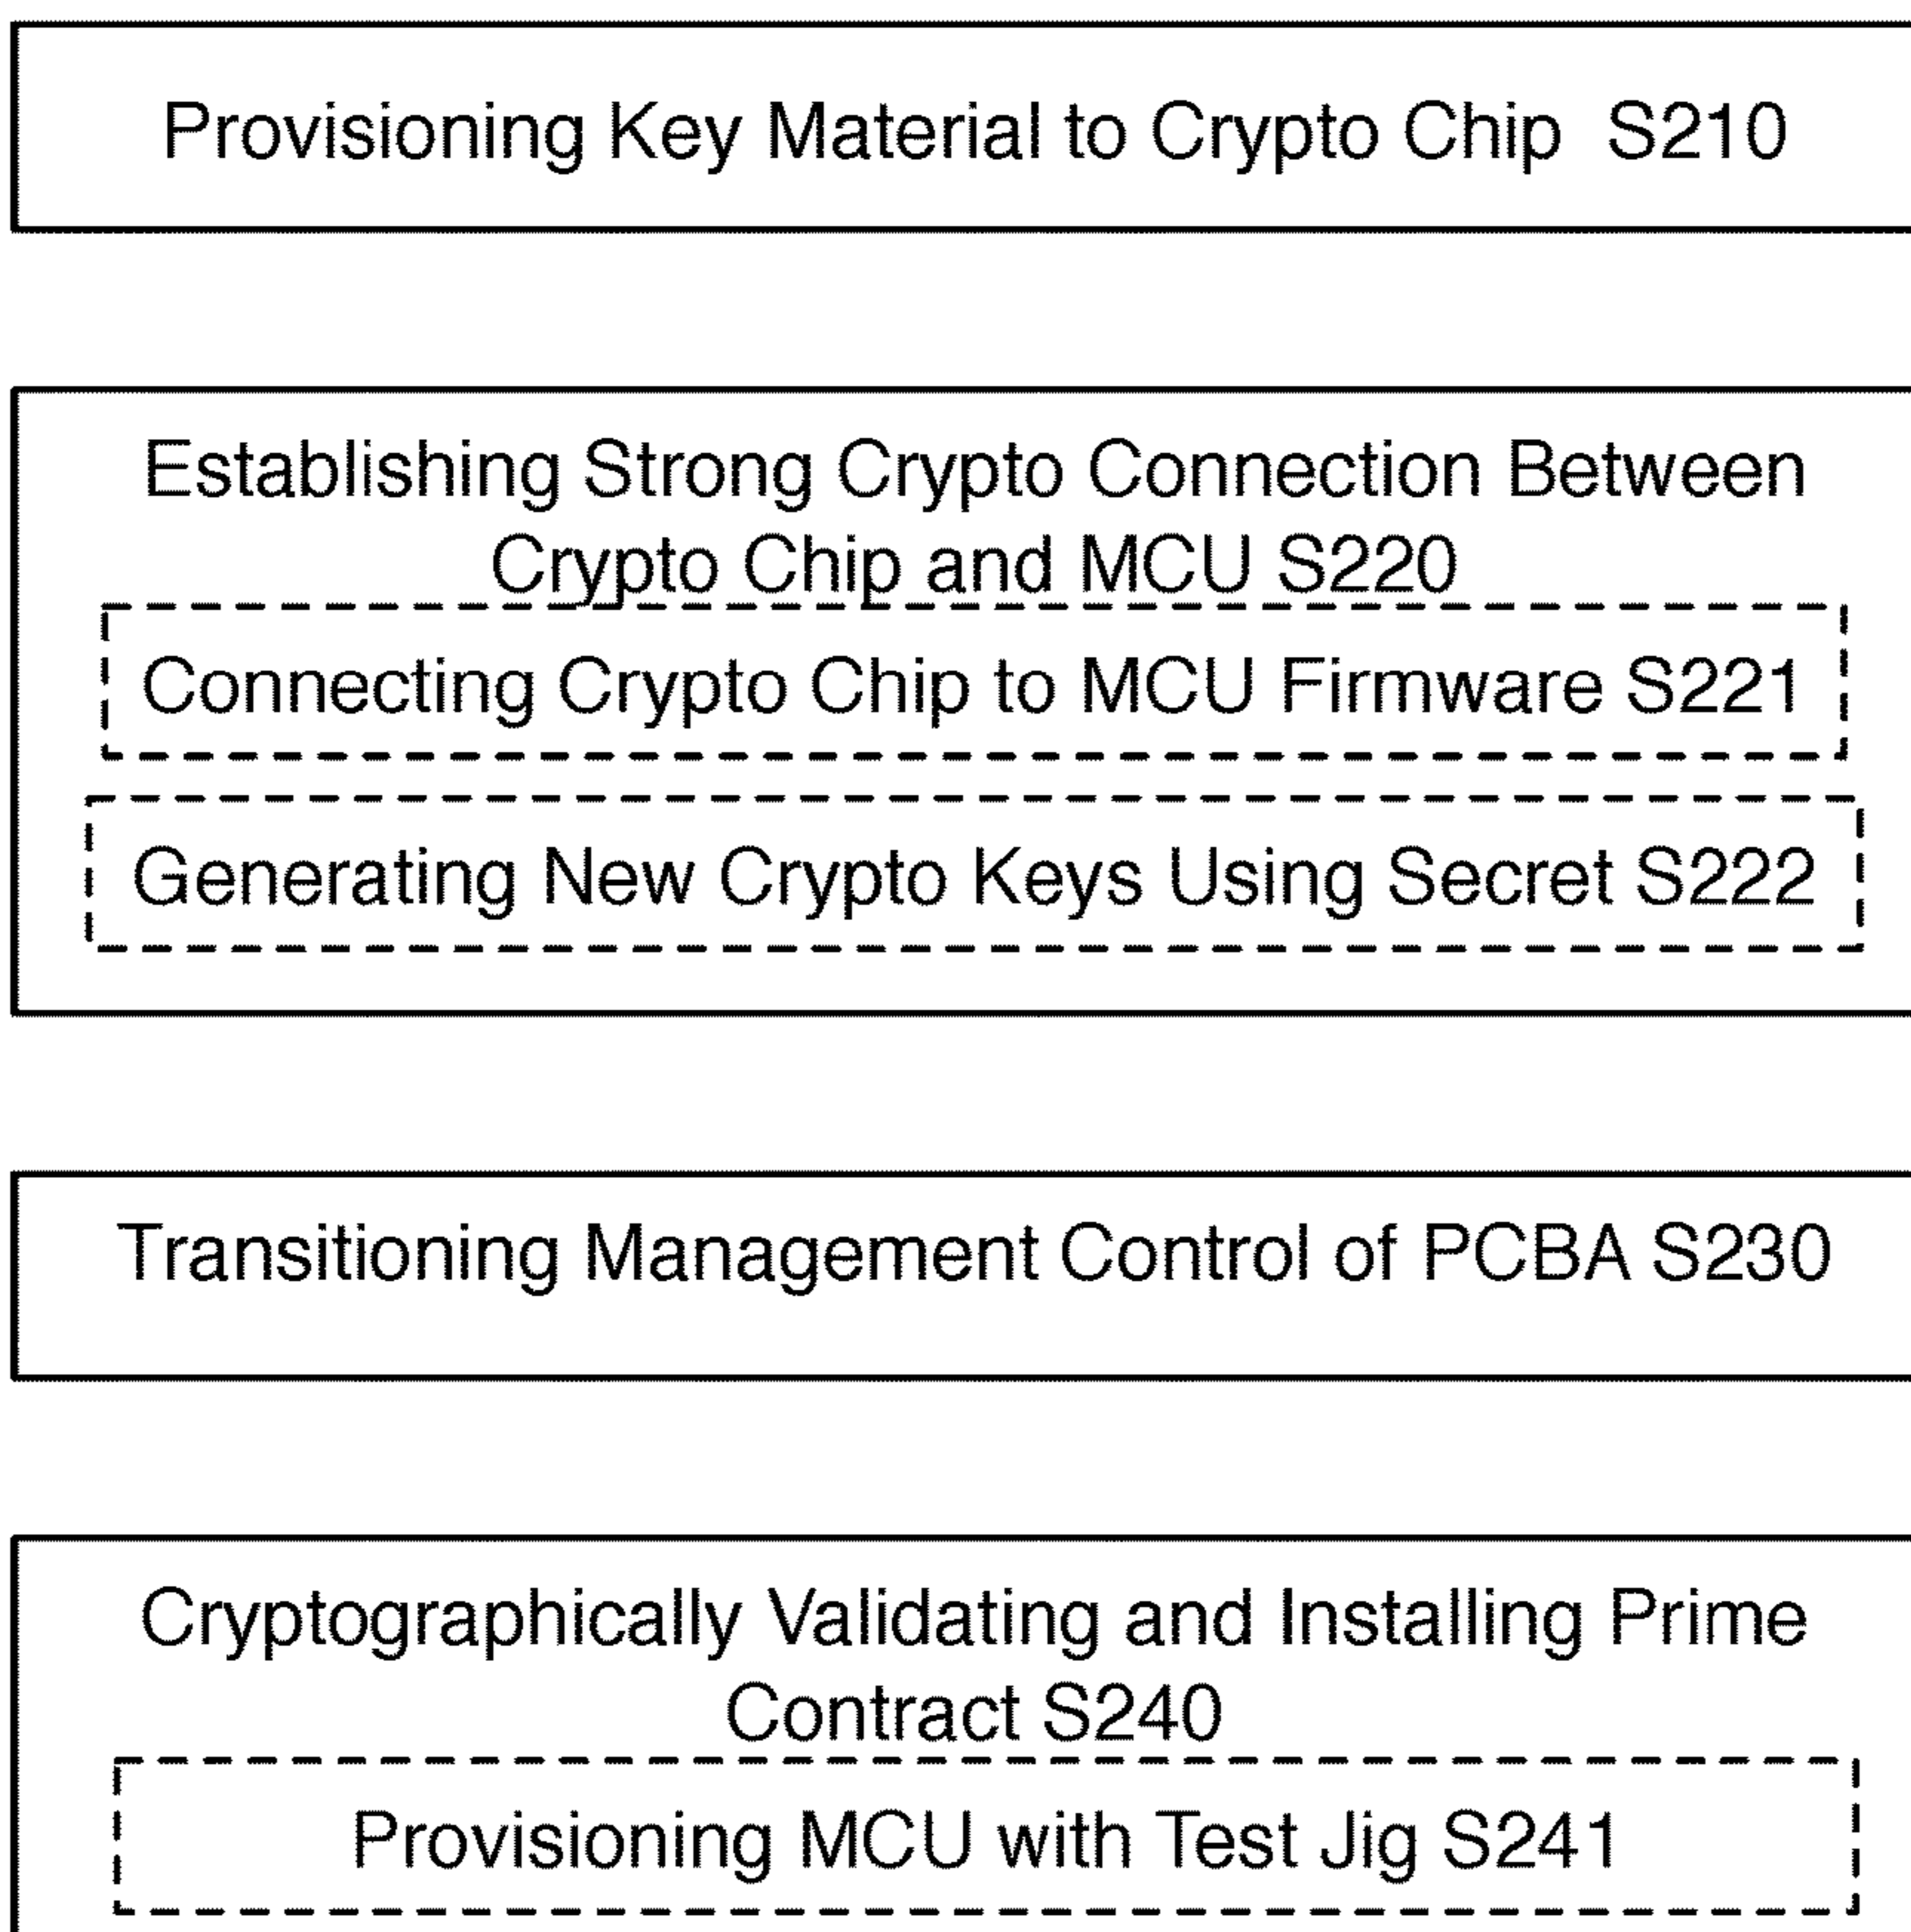 Provisioning Key Material to Crypto Chip S210
Establishing Strong Crypto Connection Between
Crypto Chip and MCU S220
Connecting Crypto Chip to MCU Firmware S221
Generating New Crypto Keys Using Secret S222
Transitioning Management Control of PCBA S230
Cryptographically Validating and Installing Prime
Contract S240
Provisioning MCU with Test Jig S241